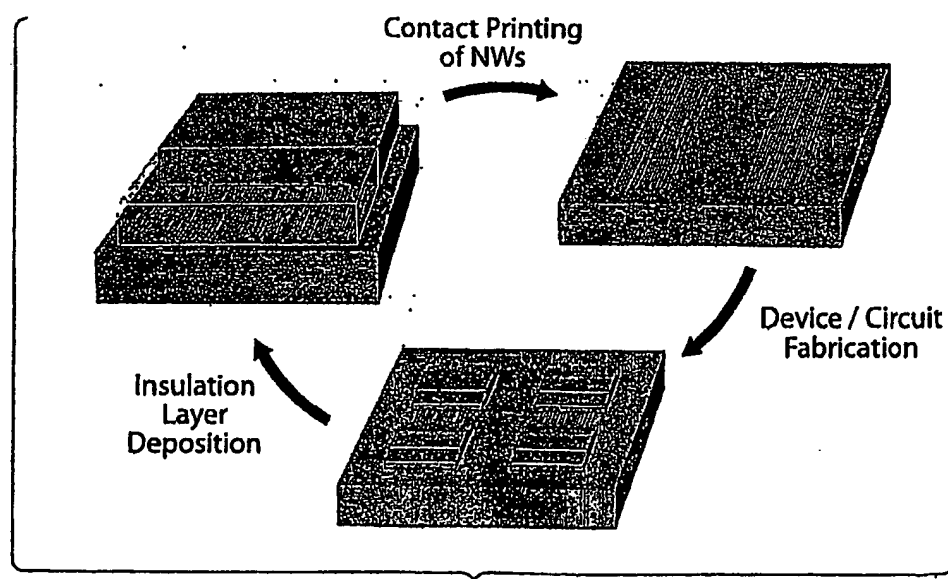 Contact Printing
of NWs
Device / Circuit
Fabrication
Insulation
Layer
Deposition